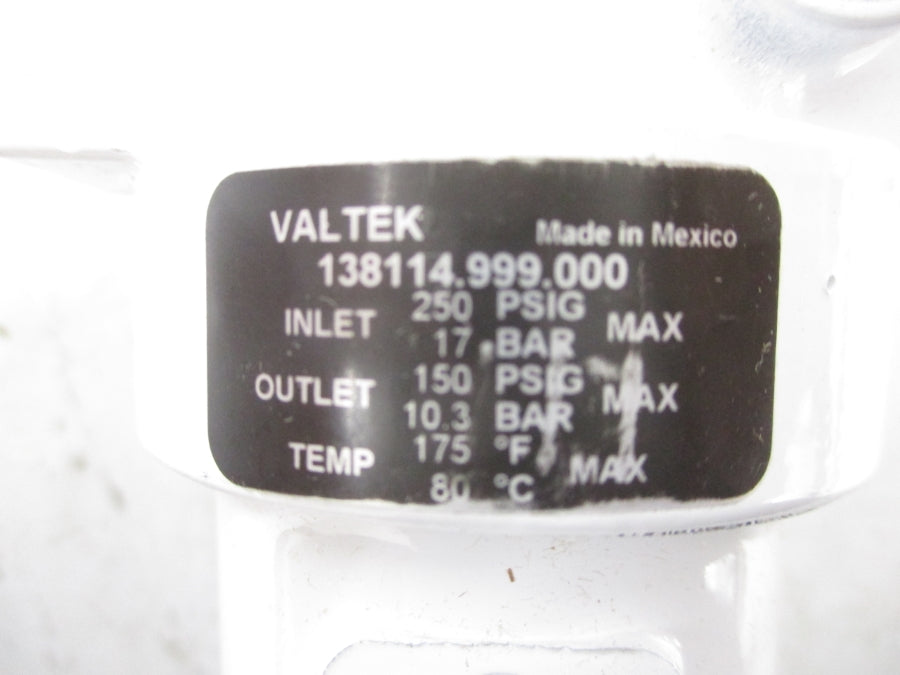 VALTEK Made in Mexico
138114.999.000
INLET 250 PSIG MAX
17 BAR
OUTLET 150 PSIG MAX
10.3 BAR
TEMP 175 °F MAX
80 °C